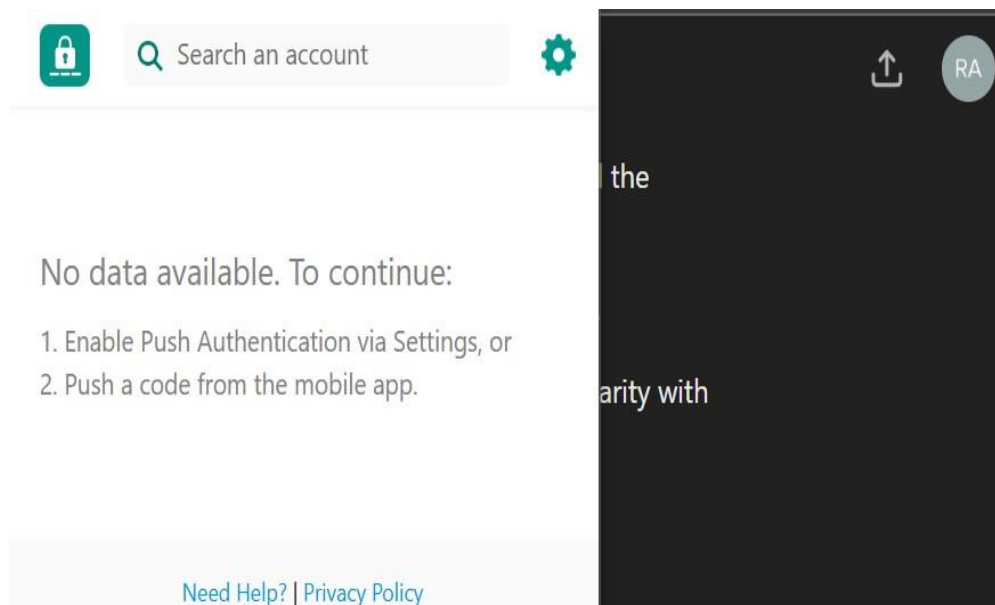 Search an account
RA
the
No data available. To continue:
1. Enable Push Authentication via Settings, or
2. Push a code from the mobile app.
arity with
Need Help? | Privacy Policy